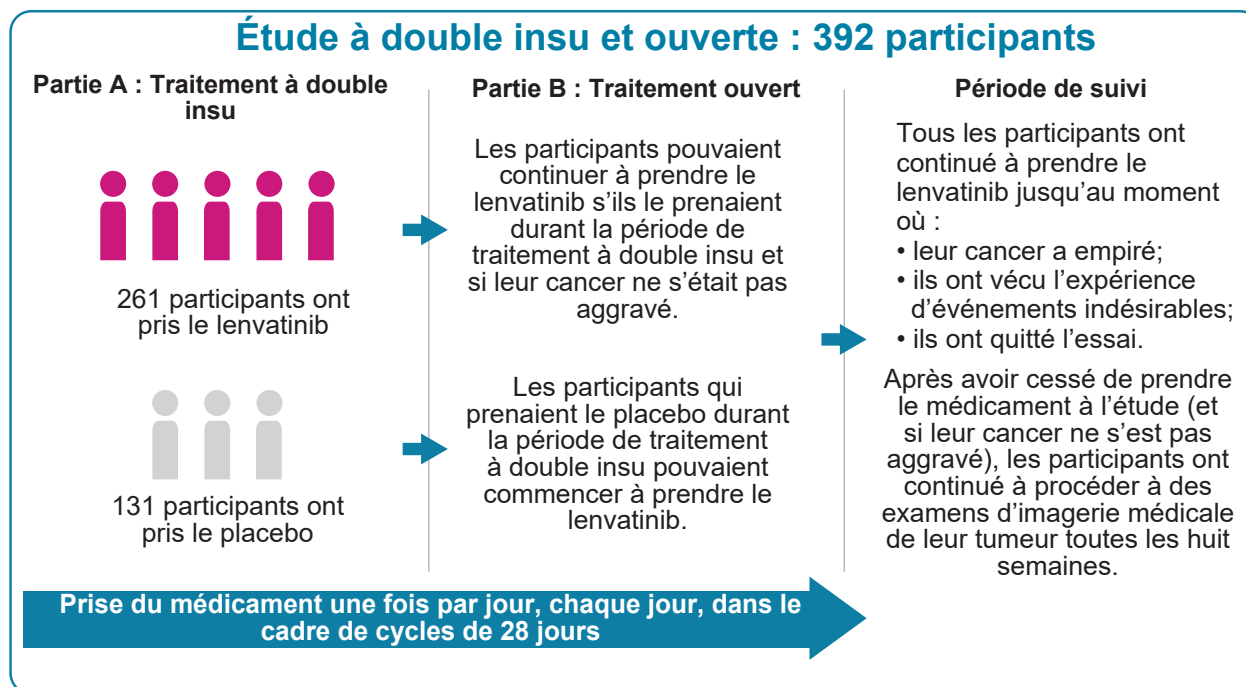 Étude à double insu et ouverte : 392 participants
Partie A : Traitement à double
insu
261 participants ont
pris le lenvatinib
131 participants ont
pris le placebo
Partie B : Traitement ouvert
Les participants pouvaient
continuer à prendre le
lenvatinib s’ils le prenaient
durant la période de
traitement à double insu et
si leur cancer ne s’était pas
aggravé.
Les participants qui
prenaient le placebo durant
la période de traitement
à double insu pouvaient
commencer à prendre le
lenvatinib.
Période de suivi
Tous les participants ont
continué à prendre le
lenvatinib jusqu’au moment
où :
• leur cancer a empiré;
• ils ont vécu l’expérience
d’événements indésirables;
• ils ont quitté l’essai.
Après avoir cessé de prendre
le médicament à l’étude (et
si leur cancer ne s’est pas
aggravé), les participants ont
continué à procéder à des
examens d’imagerie médicale
de leur tumeur toutes les huit
semaines.
Prise du médicament une fois par jour, chaque jour, dans le
cadre de cycles de 28 jours